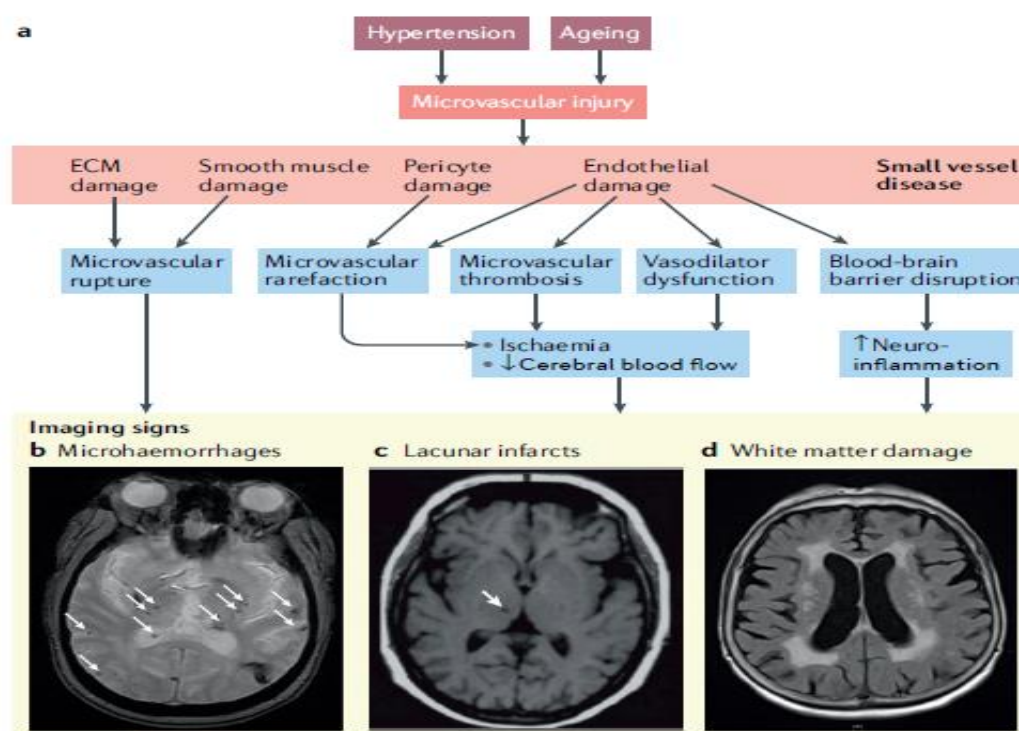 a
Hypertension Ageing
Microvascular injury
ECM damage
Smooth muscle damage
Pericyte damage
Endothelial damage
Small vessel disease
Microvascular rupture
Microvascular rarefaction
Microvascular thrombosis
Vasodilator dysfunction
Blood-brain barrier disruption
• Ischaemia
• ↓Cerebral blood flow
↑Neuro-
inflammation
Imaging signs
b Microhaemorrhages
c Lacunar infarcts
d White matter damage